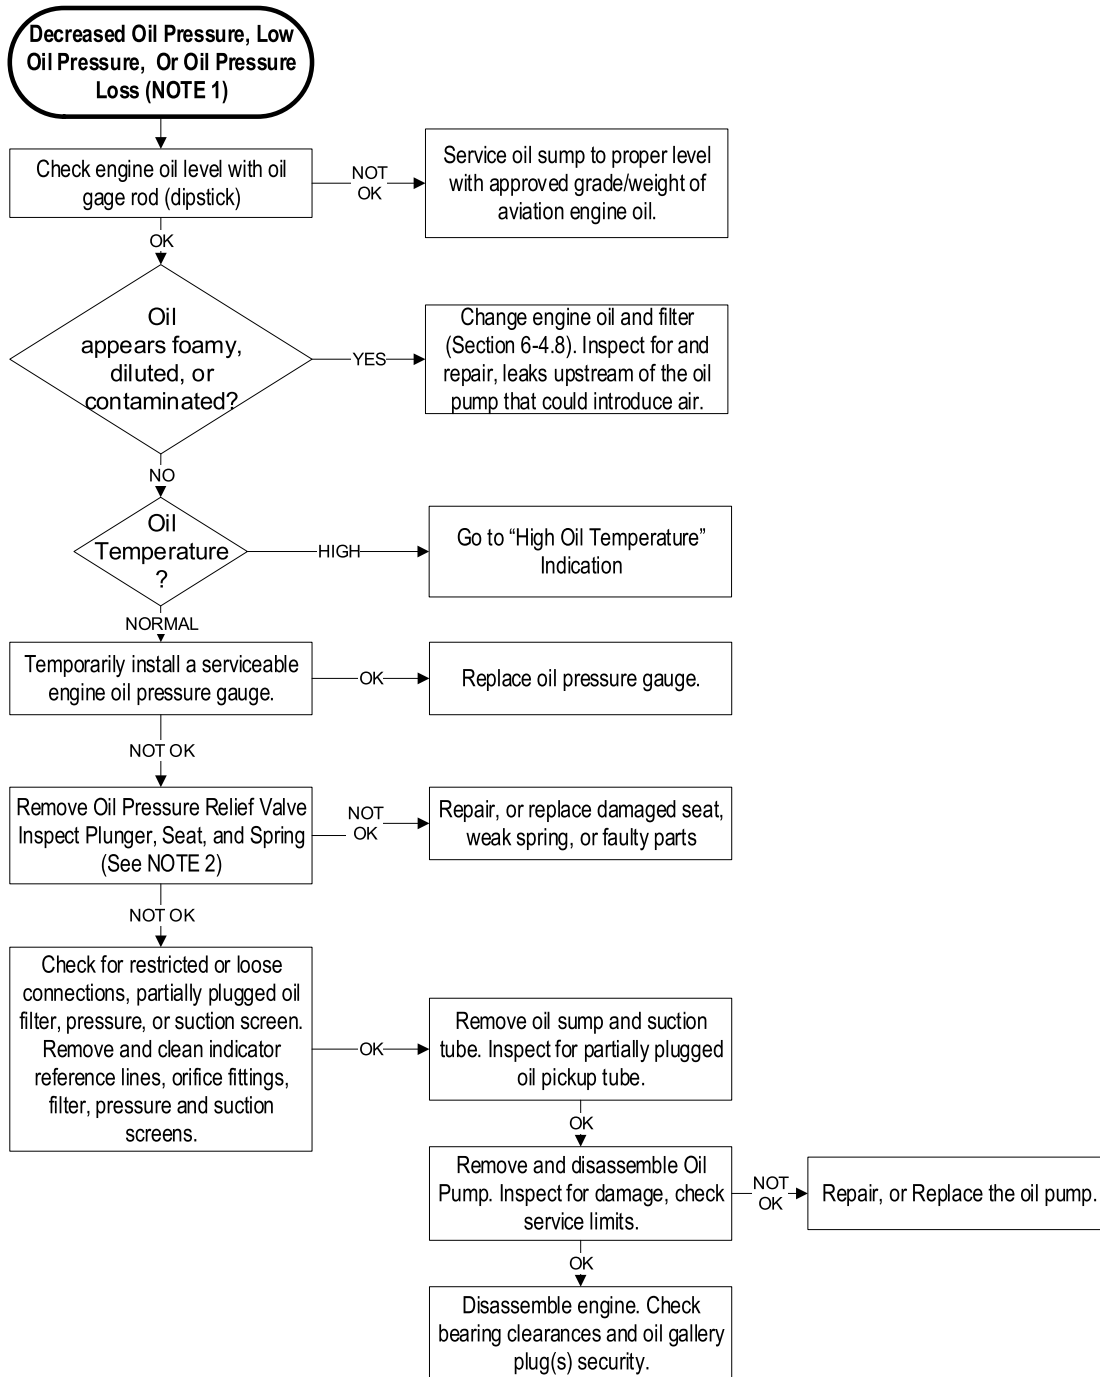 Decreased Oil Pressure, Low
Oil Pressure, Or Oil Pressure
Loss (NOTE 1)
Check engine oil level with oil
gage rod (dipstick)
NOT
OK
Service oil sump to proper level
with approved grade/weight of
aviation engine oil.
OK
Oil
appears foamy,
diluted, or
contaminated?
YES
Change engine oil and filter
(Section 6-4.8). Inspect for and
repair, leaks upstream of the oil
pump that could introduce air.
NO
Oil
Temperature
?
HIGH
Go to “High Oil Temperature”
Indication
NORMAL
Temporarily install a serviceable
engine oil pressure gauge.
OK
Replace oil pressure gauge.
NOT OK
Remove Oil Pressure Relief Valve
Inspect Plunger, Seat, and Spring
(See NOTE 2)
NOT
OK
Repair, or replace damaged seat,
weak spring, or faulty parts
NOT OK
Check for restricted or loose
connections, partially plugged oil
filter, pressure, or suction screen.
Remove and clean indicator
reference lines, orifice fittings,
filter, pressure and suction
screens.
OK
Remove oil sump and suction
tube. Inspect for partially plugged
oil pickup tube.
OK
Remove and disassemble Oil
Pump. Inspect for damage, check
service limits.
NOT
OK
Repair, or Replace the oil pump.
OK
Disassemble engine. Check
bearing clearances and oil gallery
plug(s) security.